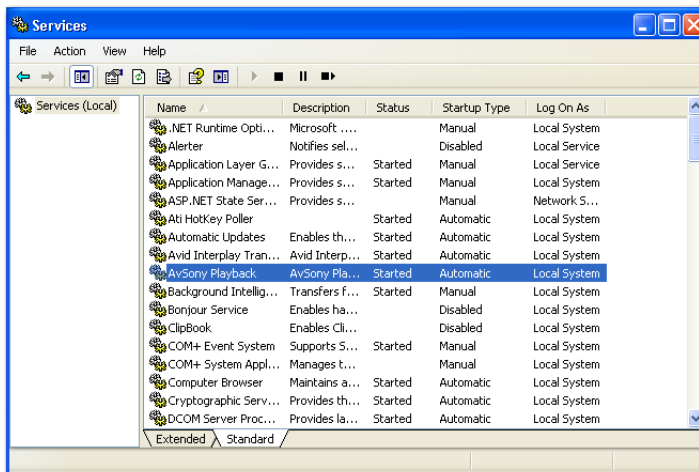 Services
File Action View Help
Services (Local)
Name Description Status Startup Type Log On As
.NET Runtime Opti... Microsoft .... Manual Local System
Alerter Notifies sel... Disabled Local Service
Application Layer G... Provides s... Started Manual Local Service
Application Manage... Provides s... Started Manual Local System
ASP.NET State Ser... Provides s... Manual Network S...
Ati HotKey Poller Started Automatic Local System
Automatic Updates Enables th... Started Automatic Local System
Avid Interplay Tran... Avid Interp... Started Automatic Local System
AvSony Playback AvSony Pla... Started Automatic Local System
Background Intellig... Transfers f... Started Manual Local System
Bonjour Service Enables ha... Disabled Local System
ClipBook Enables Cli... Disabled Local System
COM+ Event System Supports S... Started Manual Local System
COM+ System Appl... Manages t... Manual Local System
Computer Browser Maintains a... Started Automatic Local System
Cryptographic Serv... Provides th... Started Automatic Local System
DCOM Server Proc... Provides la... Started Automatic Local System
Extended Standard